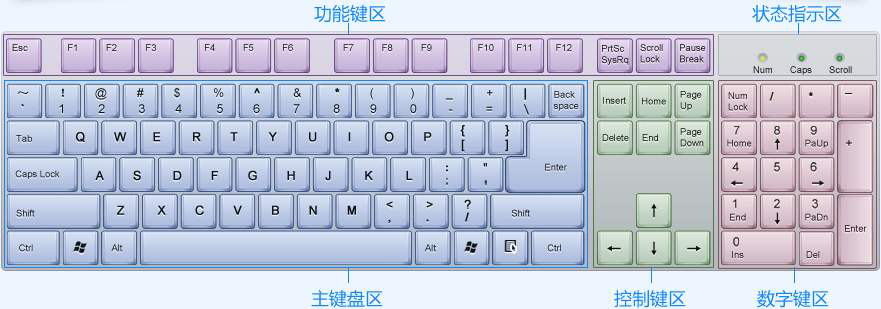 功能键区 状态指示区
Esc F1 F2 F3 F4 F5 F6 F7 F8 F9 F10 F11 F12 PrtSc SysRq Scroll Lock Pause Break
Num Caps Scroll
~ ` ! 1 @ 2 # 3 $ 4 % 5 ^ 6 & 7 * 8 ( 9 ) 0 _ - + = | \ Back space Insert Home Page Up Num Lock / * −
Tab Q W E R T Y U I O P { [ } ] Delete End Page Down 7 Home 8 ↑ 9 PaUp +
Caps Lock A S D F G H J K L : ; " ' Enter 4 ← 5 6 →
Shift Z X C V B N M < , > . ? / Shift ↑ 1 End 2 ↓ 3 PaDn Enter
Ctrl Alt Alt Ctrl ← ↓ → 0 Ins Del
主键盘区 控制键区 数字键区